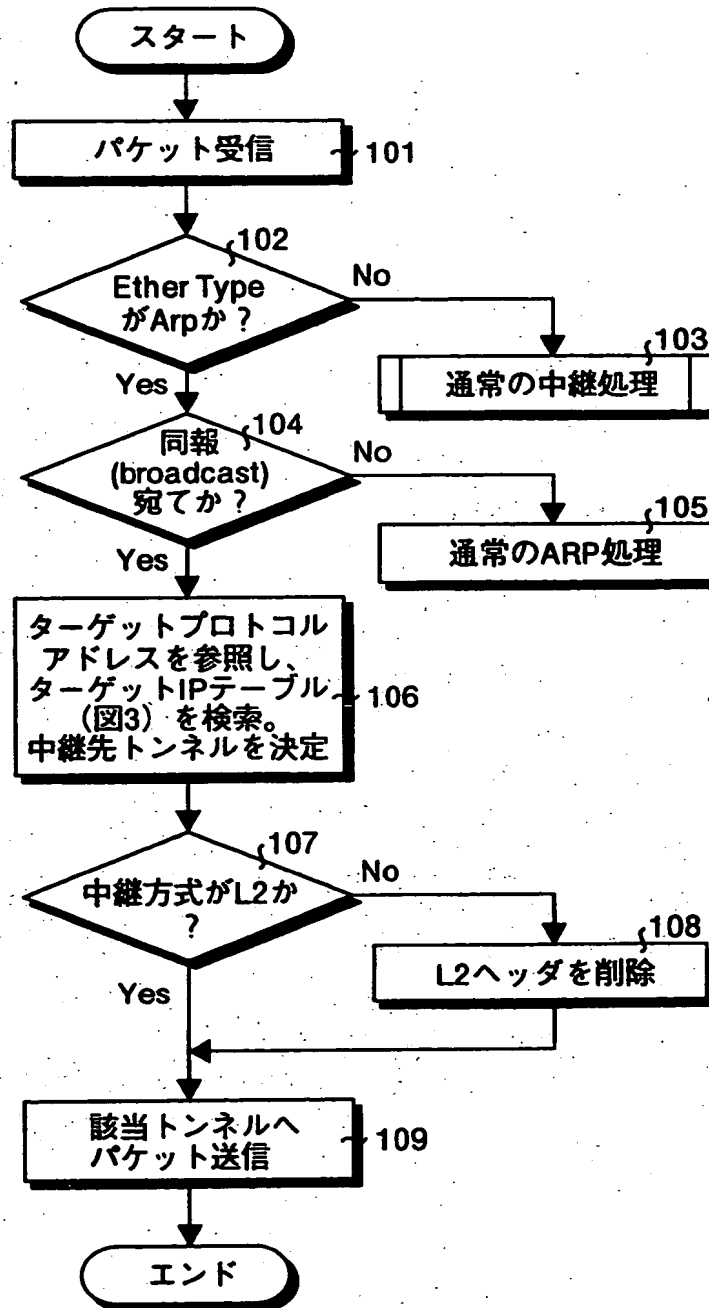 スタート
パケット受信
101
102
Ether Type
がArpか？
No
Yes
103
通常の中継処理
104
同報
(broadcast)
宛てか？
No
Yes
105
通常のARP処理
ターゲットプロトコル
アドレスを参照し、
ターゲットIPテーブル
（図3）を検索。
中継先トンネルを決定
106
107
中継方式がL2か
？
No
Yes
108
L2ヘッダを削除
該当トンネルへ
パケット送信
109
エンド